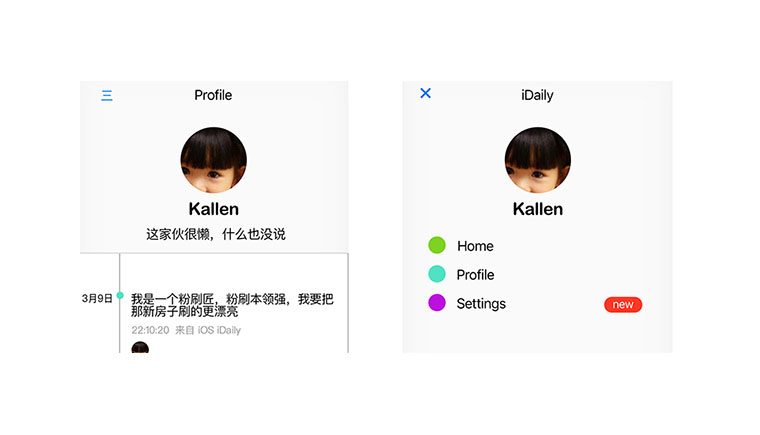 三
Profile
Kallen
这家伙很懒，什么也没说
3月9日
我是一个粉刷匠，粉刷本领强，我要把
那新房子刷的更漂亮
22:10:20 来自 iOS iDaily
iDaily
Kallen
Home
Profile
Settings
new